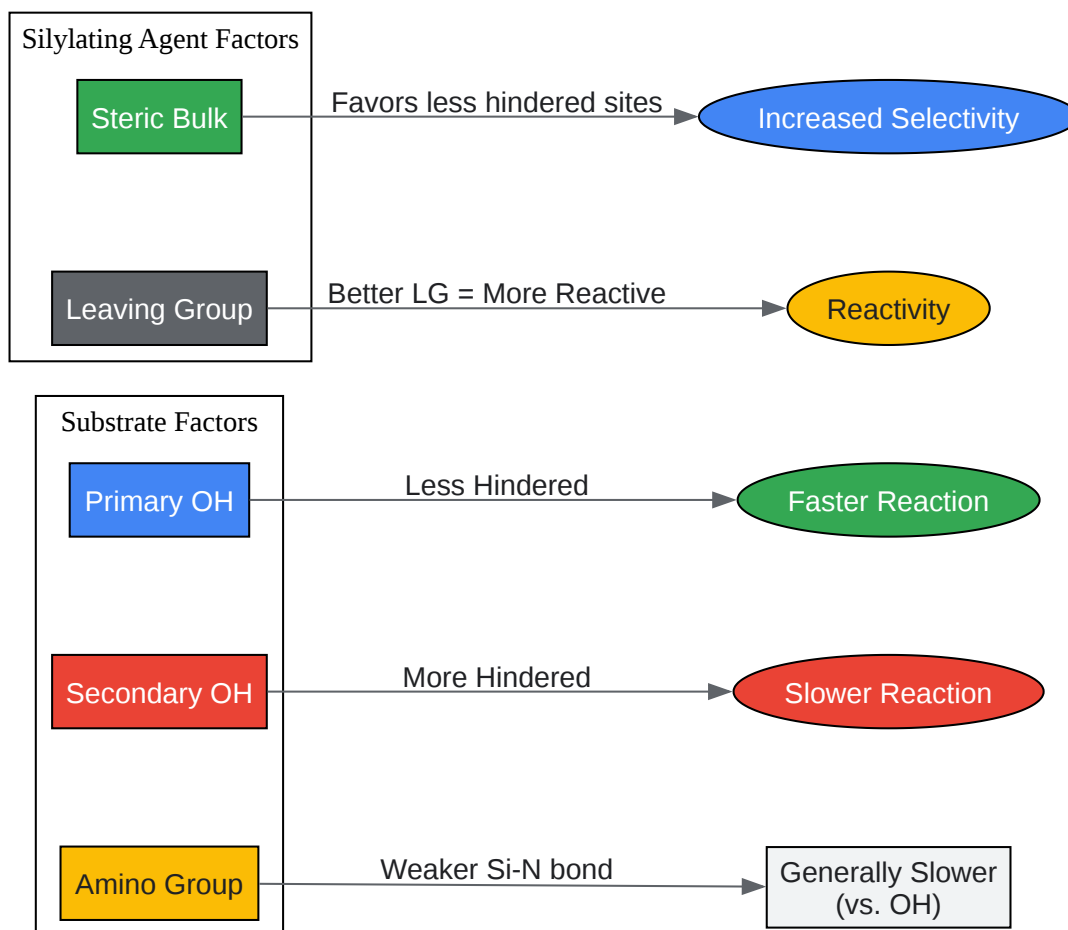 Silylating Agent Factors
Steric Bulk
Favors less hindered sites
Increased Selectivity
Leaving Group
Better LG = More Reactive
Reactivity
Substrate Factors
Primary OH
Less Hindered
Faster Reaction
Secondary OH
More Hindered
Slower Reaction
Amino Group
Weaker Si-N bond
Generally Slower
(vs. OH)